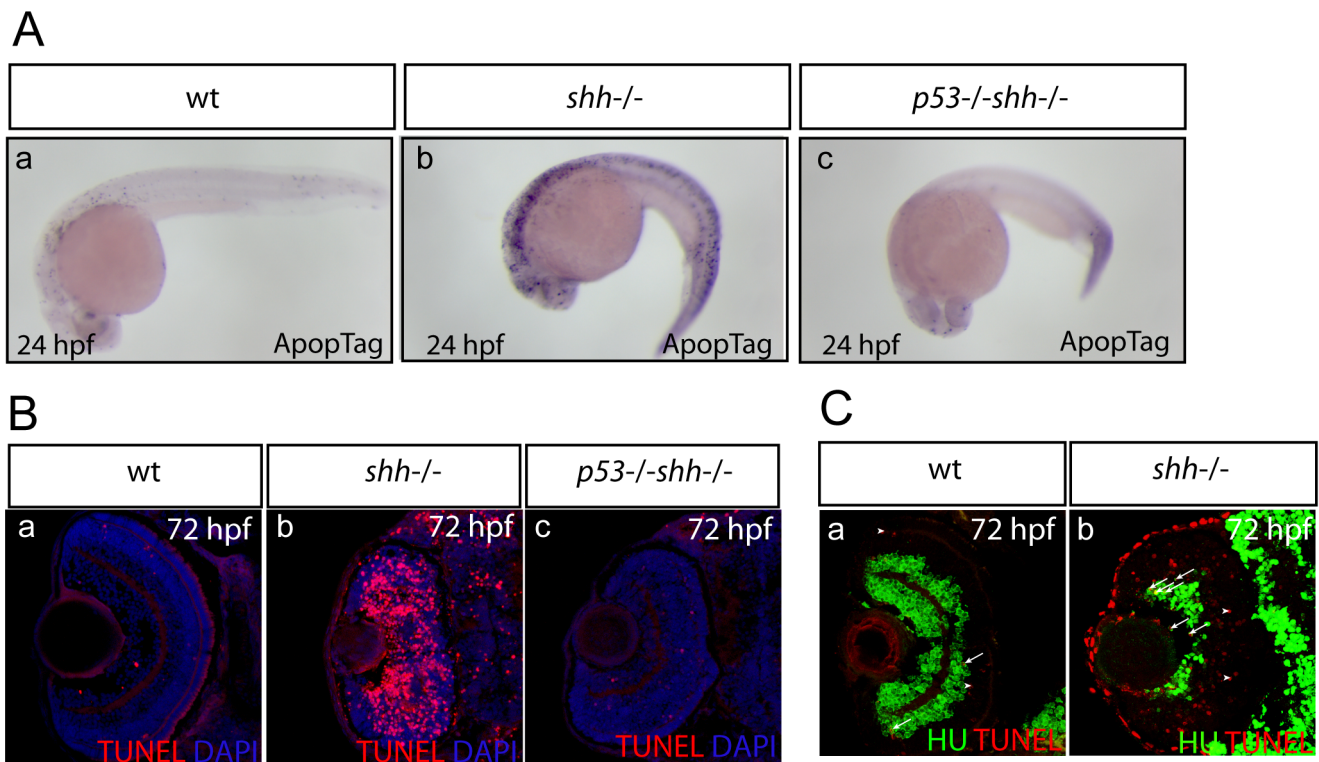 A
wt
shh-/-
p53-/-shh-/-
a
b
c
24 hpf
ApopTag
24 hpf
ApopTag
24 hpf
ApopTag
B
wt
shh-/-
p53-/-shh-/-
a
72 hpf
b
72 hpf
c
72 hpf
TUNEL DAPI
TUNEL DAPI
TUNEL DAPI
C
wt
shh-/-
a
72 hpf
b
72 hpf
HU TUNEL
HU TUNEL